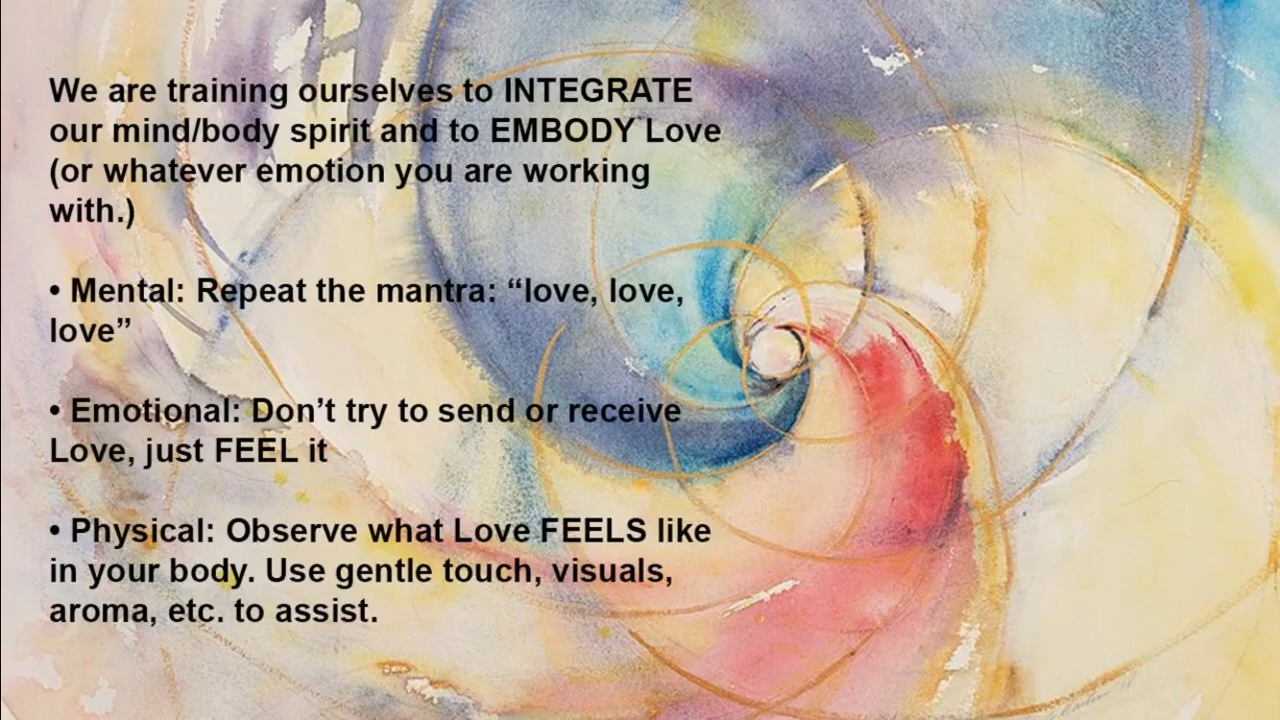 We are training ourselves to INTEGRATE
our mind/body spirit and to EMBODY Love
(or whatever emotion you are working
with.)
• Mental: Repeat the mantra: “love, love,
love”
• Emotional: Don’t try to send or receive
Love, just FEEL it
• Physical: Observe what Love FEELS like
in your body. Use gentle touch, visuals,
aroma, etc. to assist.